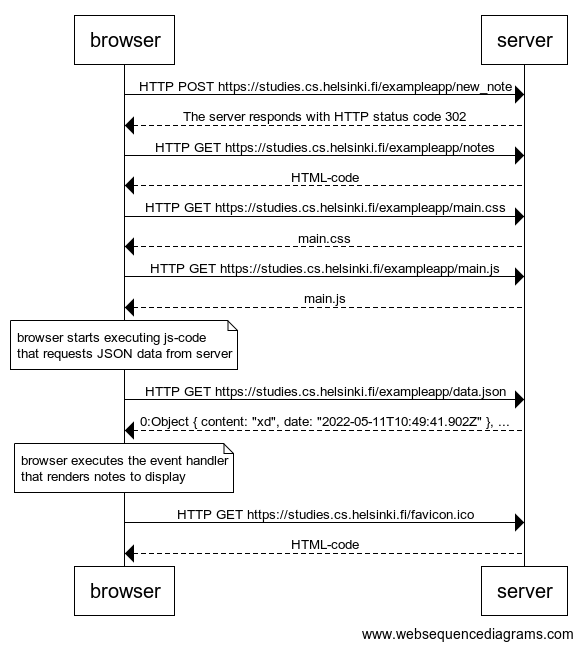 browser
server
HTTP POST https://studies.cs.helsinki.fi/exampleapp/new_note
The server responds with HTTP status code 302
HTTP GET https://studies.cs.helsinki.fi/exampleapp/notes
HTML-code
HTTP GET https://studies.cs.helsinki.fi/exampleapp/main.css
main.css
HTTP GET https://studies.cs.helsinki.fi/exampleapp/main.js
main.js
browser starts executing js-code
that requests JSON data from server
HTTP GET https://studies.cs.helsinki.fi/exampleapp/data.json
0:Object { content: "xd", date: "2022-05-11T10:49:41.902Z" }, ...
browser executes the event handler
that renders notes to display
HTTP GET https://studies.cs.helsinki.fi/favicon.ico
HTML-code
browser
server
www.websequencediagrams.com